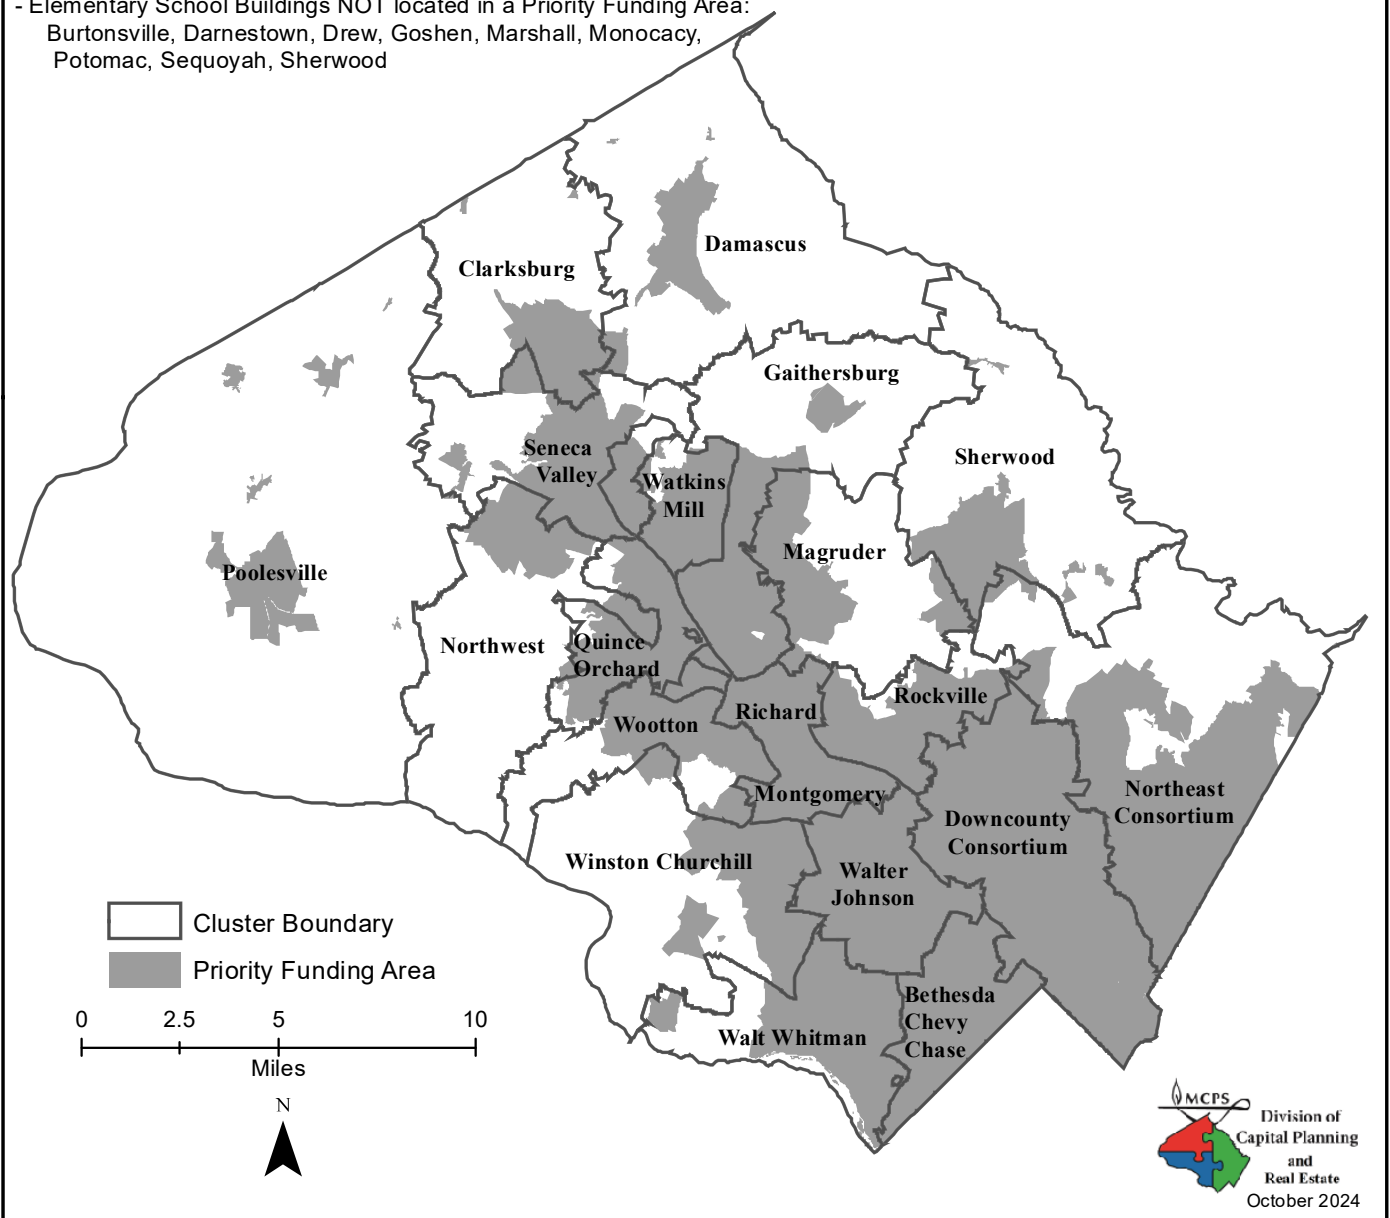 - Elementary School Buildings NOT located in a Priority Funding Area:
Burtonsville, Darnestown, Drew, Goshen, Marshall, Monocacy,
Potomac, Sequoyah, Sherwood
Damascus
Clarksburg
Gaithersburg
Seneca
Valley
Sherwood
Watkins
Mill
Magruder
Poolesville
Northwest
Quince
Orchard
Rockville
Richard
Wootton
Montgomery
Northeast
Consortium
Downcounty
Consortium
Winston Churchill
Walter
Johnson
Cluster Boundary
Priority Funding Area
Bethesda
Chevy
Chase
Walt Whitman
0 2.5 5 10
Miles
N
MCPS
Division of
Capital Planning
and
Real Estate
October 2024